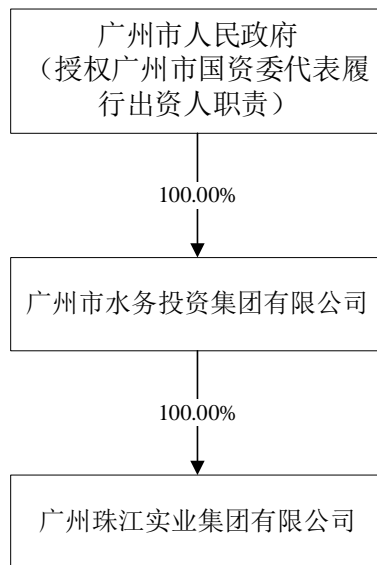 广州市人民政府
（授权广州市国资委代表履
行出资人职责）
100.00%
广州市水务投资集团有限公司
100.00%
广州珠江实业集团有限公司